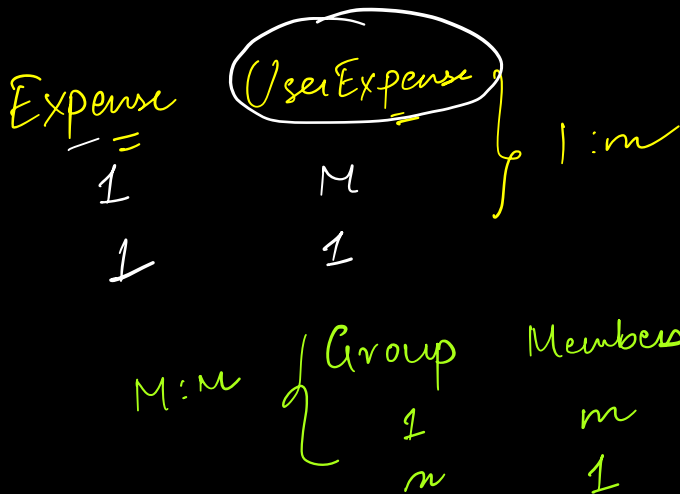 Expense UserExpense
1 M 1:m
1 1
Group Members
M:M
1 m
n 1